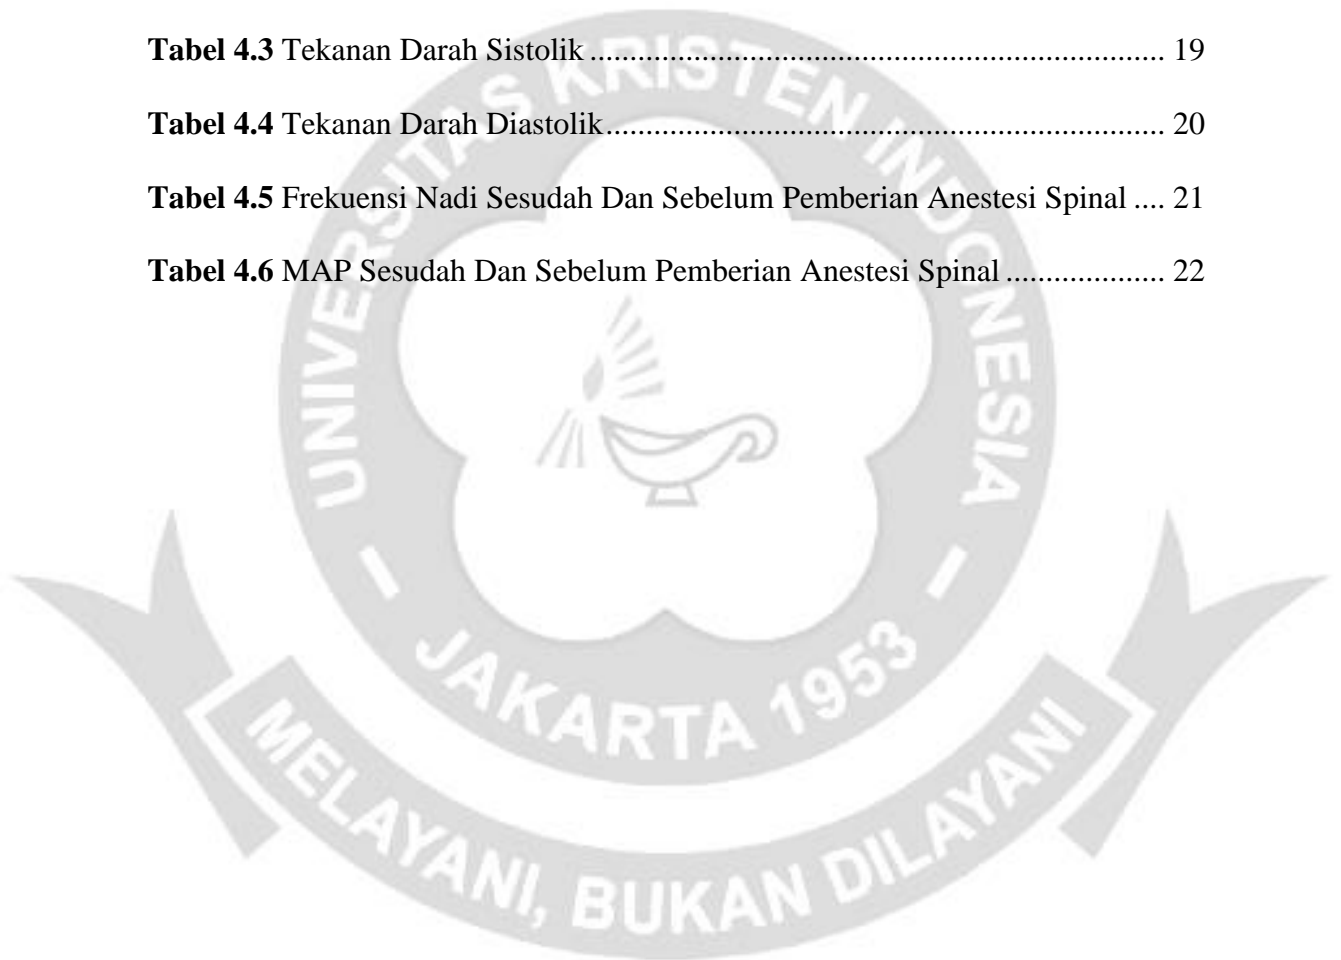 Tabel 4.3 Tekanan Darah Sistolik ........................................................................ 19
Tabel 4.4 Tekanan Darah Diastolik...................................................................... 20
Tabel 4.5 Frekuensi Nadi Sesudah Dan Sebelum Pemberian Anestesi Spinal .... 21
Tabel 4.6 MAP Sesudah Dan Sebelum Pemberian Anestesi Spinal .................... 22
UNIVERSITAS KRISTEN INDONESIA
- JAKARTA 1953 -
MELAYANI, BUKAN DILAYANI